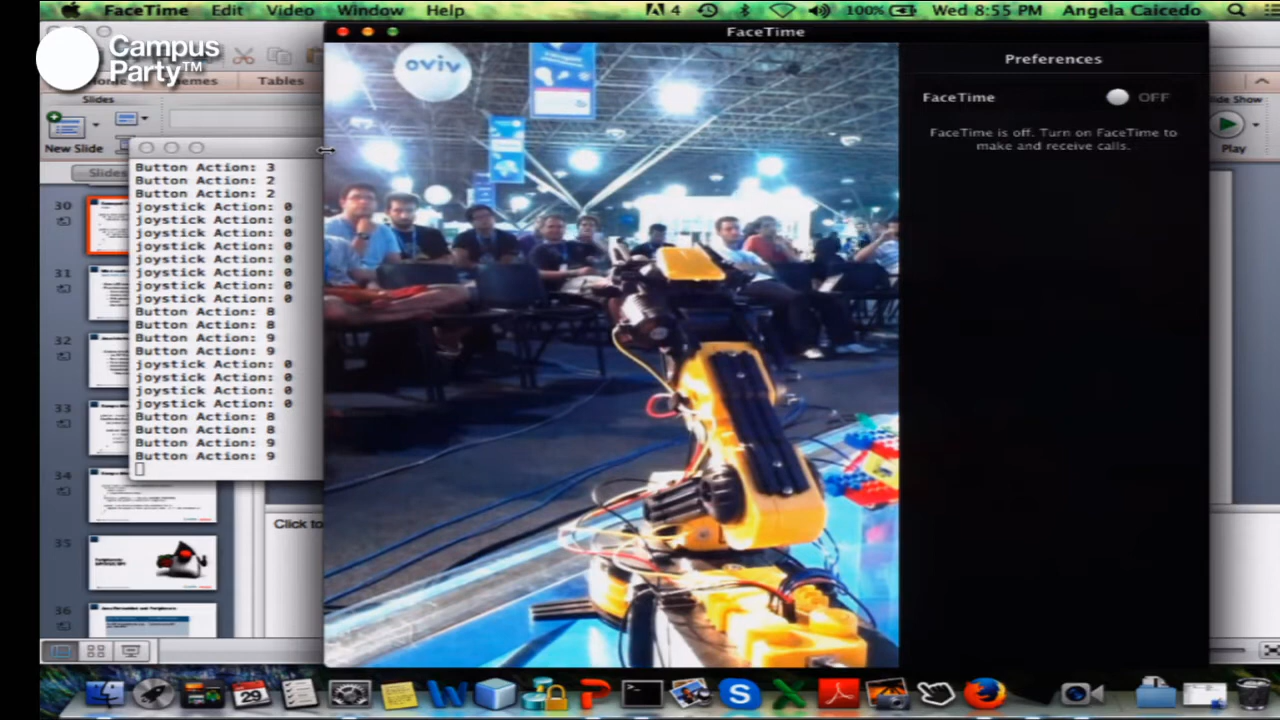 FaceTime Edit Video Window Help 4 100% Wed 8:55 PM Angela Caicedo
Campus
Party™
FaceTime
Tables
Slides
New Slide
Slides
Play
Button Action: 3
Button Action: 2
Button Action: 2
joystick Action: 0
joystick Action: 0
joystick Action: 0
joystick Action: 0
joystick Action: 0
joystick Action: 0
joystick Action: 0
joystick Action: 0
Button Action: 8
Button Action: 8
Button Action: 9
Button Action: 9
joystick Action: 0
joystick Action: 0
joystick Action: 0
joystick Action: 0
Button Action: 8
Button Action: 8
Button Action: 9
Button Action: 9
30
31
32
33
34
35
36
Click to
oviv
Preferences
FaceTime OFF
FaceTime is off. Turn on FaceTime to
make and receive calls.
29